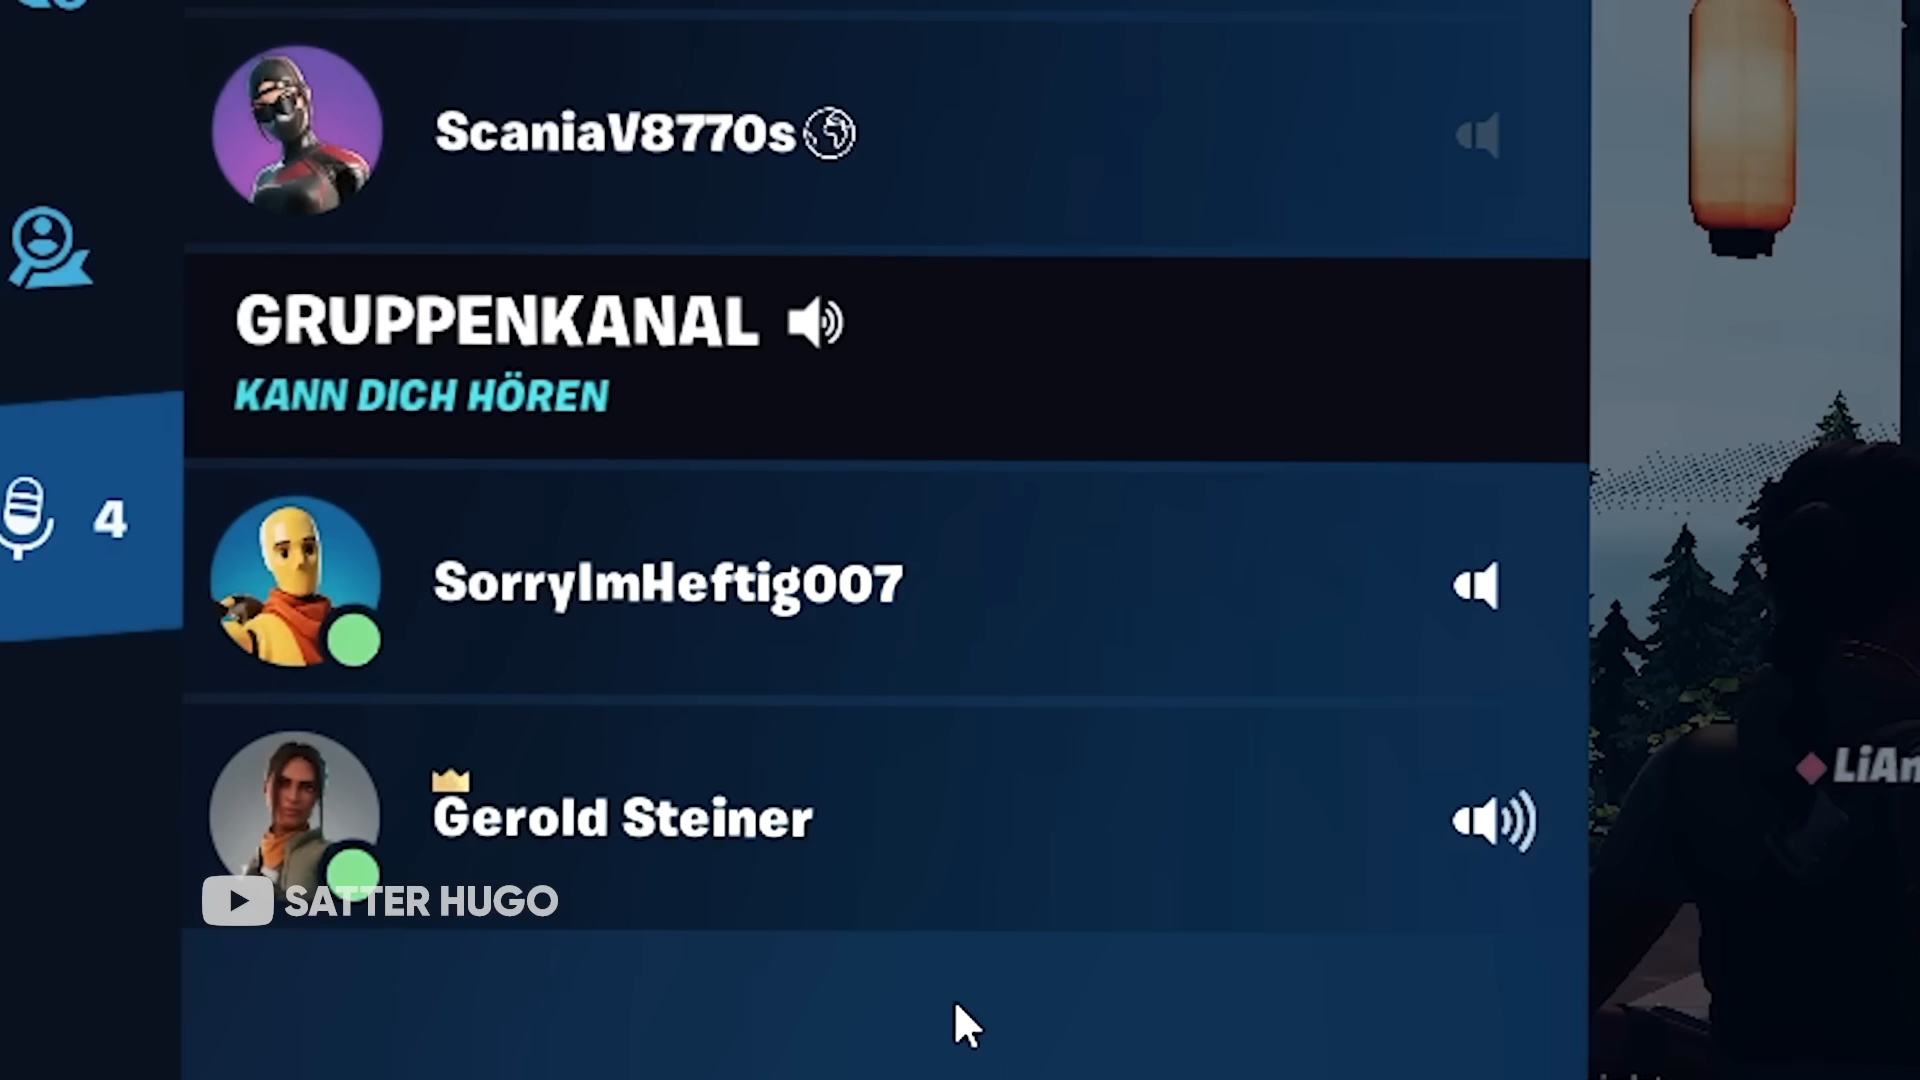 ScaniaV8770s
GRUPPENKANAL
KANN DICH HÖREN
4
SorryImHeftig007
Gerold Steiner
SATTER HUGO